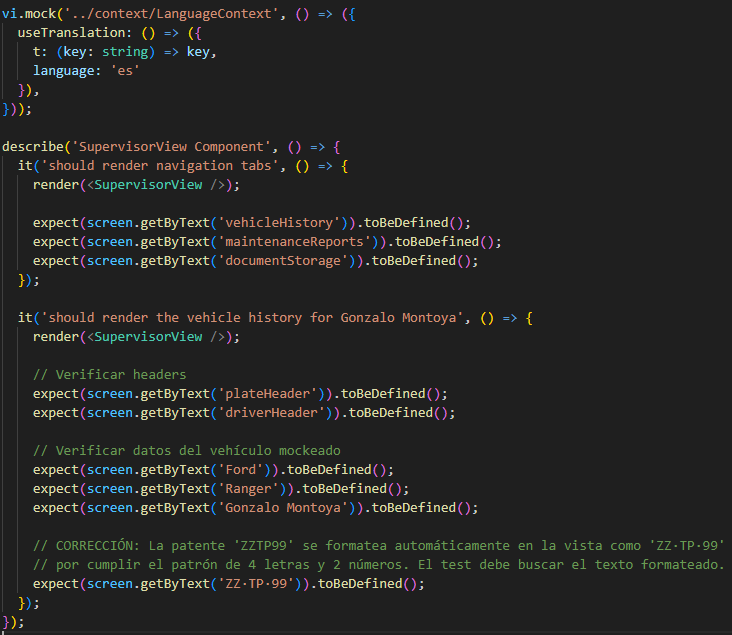 vi.mock('../context/LanguageContext', () => ({
  useTranslation: () => ({
    t: (key: string) => key,
    language: 'es'
  }),
}));

describe('SupervisorView Component', () => {
  it('should render navigation tabs', () => {
    render(<SupervisorView />);

    expect(screen.getByText('vehicleHistory')).toBeDefined();
    expect(screen.getByText('maintenanceReports')).toBeDefined();
    expect(screen.getByText('documentStorage')).toBeDefined();
  });

  it('should render the vehicle history for Gonzalo Montoya', () => {
    render(<SupervisorView />);

    // Verificar headers
    expect(screen.getByText('plateHeader')).toBeDefined();
    expect(screen.getByText('driverHeader')).toBeDefined();

    // Verificar datos del vehículo mockeado
    expect(screen.getByText('Ford')).toBeDefined();
    expect(screen.getByText('Ranger')).toBeDefined();
    expect(screen.getByText('Gonzalo Montoya')).toBeDefined();

    // CORRECCIÓN: La patente 'ZZTP99' se formatea automáticamente en la vista como 'ZZ·TP·99'
    // por cumplir el patrón de 4 letras y 2 números. El test debe buscar el texto formateado.
    expect(screen.getByText('ZZ·TP·99')).toBeDefined();
  });
});